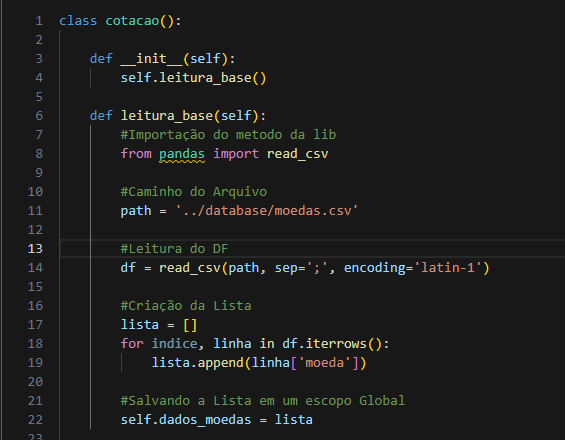 1 class cotacao():
2
3     def __init__(self):
4         self.leitura_base()
5
6     def leitura_base(self):
7         #Importação do metodo da lib
8         from pandas import read_csv
9
10         #Caminho do Arquivo
11         path = '../database/moedas.csv'
12
13         #Leitura do DF
14         df = read_csv(path, sep=';', encoding='latin-1')
15
16         #Criação da Lista
17         lista = []
18         for indice, linha in df.iterrows():
19             lista.append(linha['moeda'])
20
21         #Salvando a Lista em um escopo Global
22         self.dados_moedas = lista
23